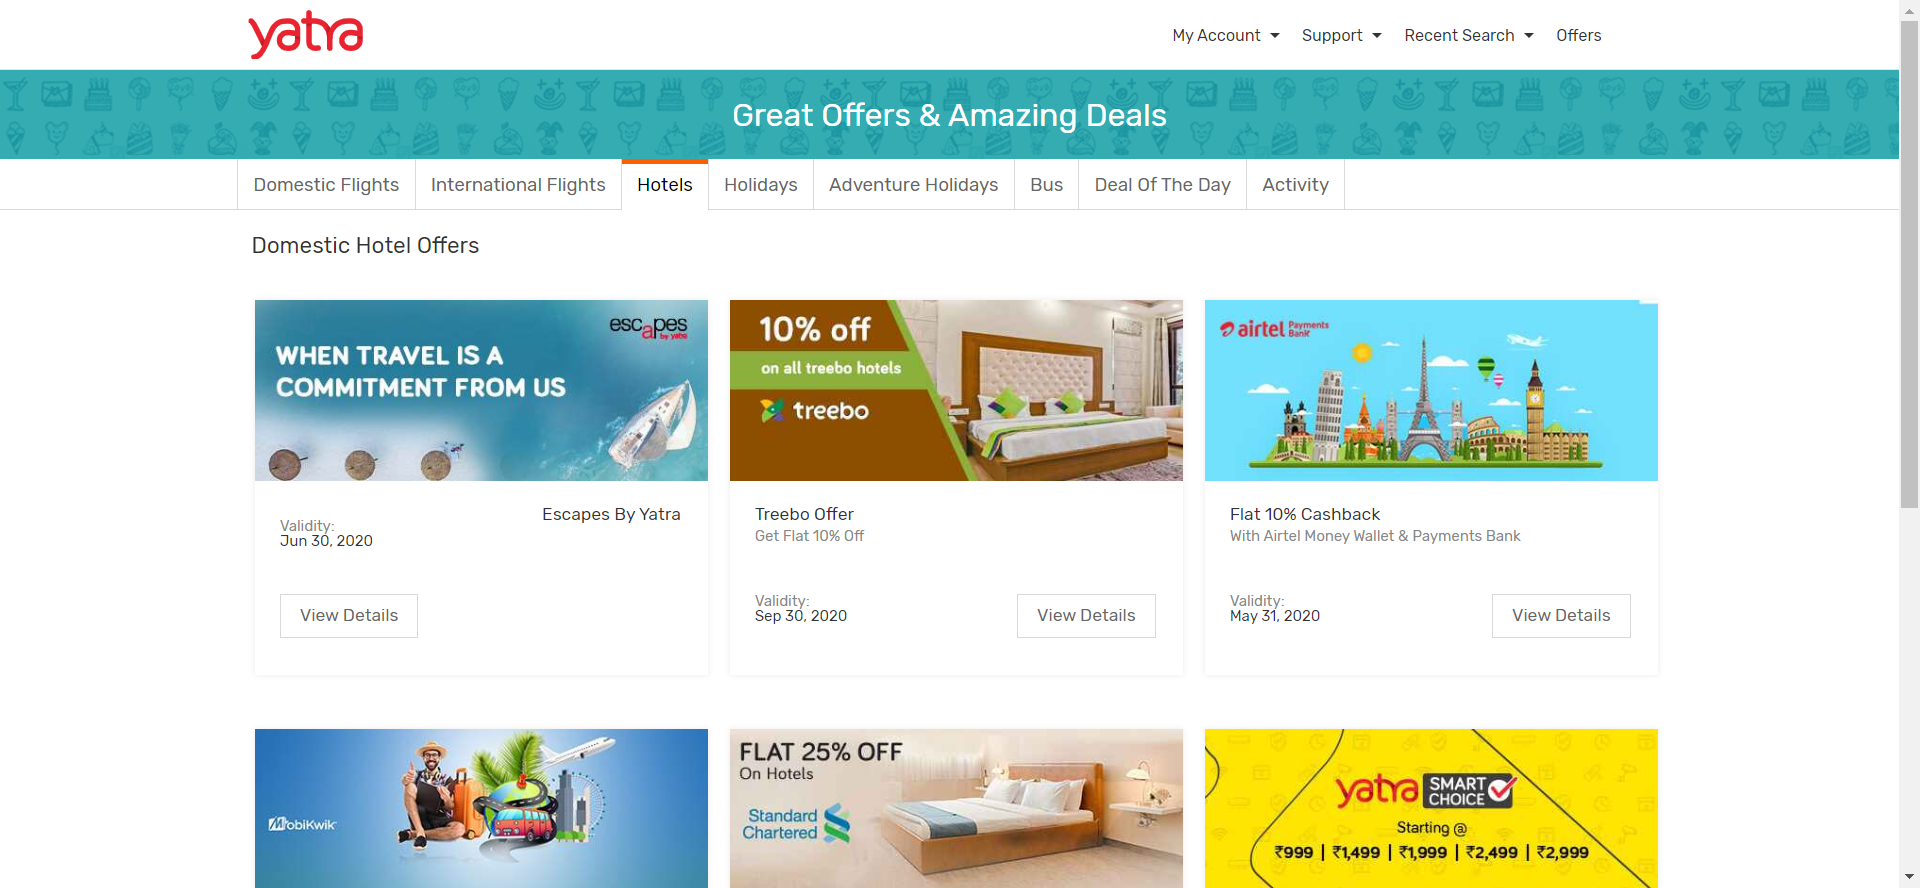 yatra
My Account
Support
Recent Search
Offers
Great Offers & Amazing Deals
Domestic Flights
International Flights
Hotels
Holidays
Adventure Holidays
Bus
Deal Of The Day
Activity
Domestic Hotel Offers
escapes
by yatra
WHEN TRAVEL IS A
COMMITMENT FROM US
Escapes By Yatra
Validity:
Jun 30, 2020
View Details
10% off
on all treebo hotels
treebo
Treebo Offer
Get Flat 10% Off
Validity:
Sep 30, 2020
View Details
airtel Payments
Bank
Flat 10% Cashback
With Airtel Money Wallet & Payments Bank
Validity:
May 31, 2020
View Details
MobiKwik
FLAT 25% OFF
On Hotels
Standard
Chartered
yatra SMART
CHOICE
Starting @
₹999 | ₹1,499 | ₹1,999 | ₹2,499 | ₹2,999